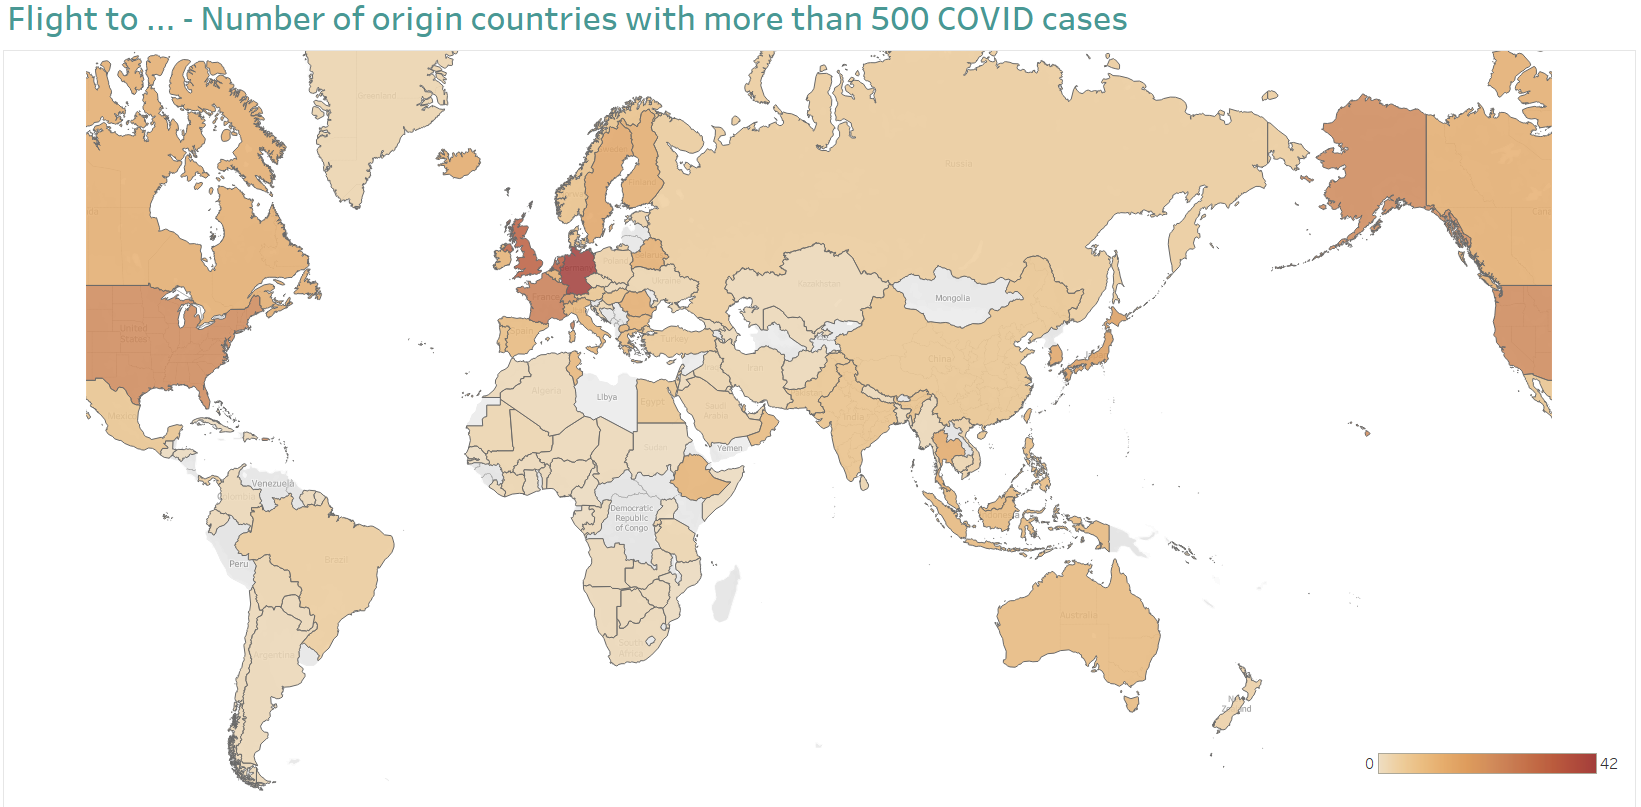 Flight to ... - Number of origin countries with more than 500 COVID cases
Greenland
Russia
Sweden
Finland
Poland
Ukraine
France
Spain
Kazakhstan
Mongolia
United
States
Turkey
China
Iran
Algeria
Libya
Egypt
Saudi
Arabia
India
Mexico
Sudan
Yemen
Venezuela
Colombia
Democratic
Republic
of Congo
Peru
Brazil
Australia
South
Africa
Argentina
0
42